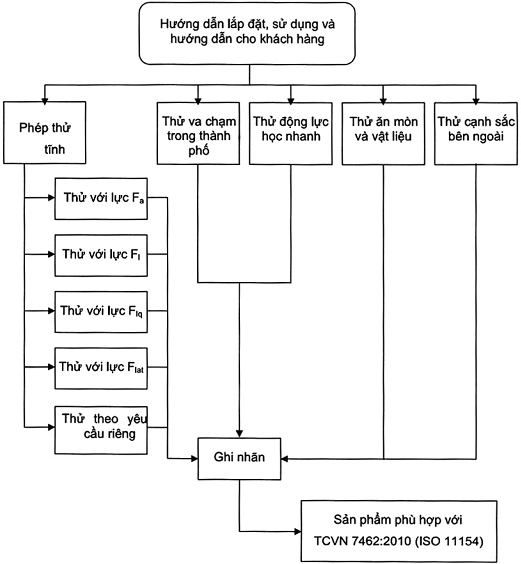 Hướng dẫn lắp đặt, sử dụng và
hướng dẫn cho khách hàng
Phép thử
tĩnh
Thử va chạm
trong thành
phố
Thử động lực
học nhanh
Thử ăn mòn
và vật liệu
Thử cạnh sắc
bên ngoài
Thử với lực Fa
Thử với lực Fl
Thử với lực Flq
Thử với lực Flat
Thử theo yêu
cầu riêng
Ghi nhãn
Sản phẩm phù hợp với
TCVN 7462:2010 (ISO 11154)